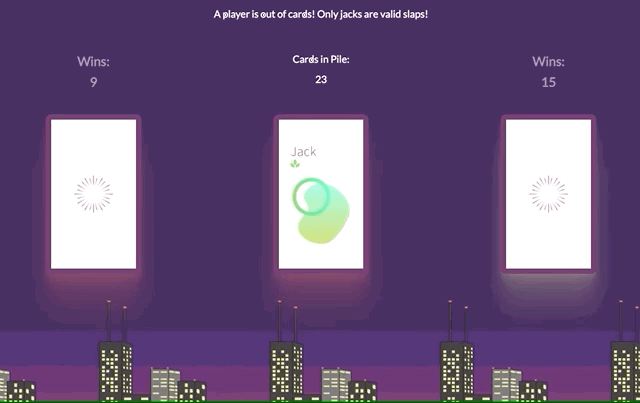 A player is out of cards! Only jacks are valid slaps!
Wins:
9
Cards in Pile:
23
Wins:
15
Jack